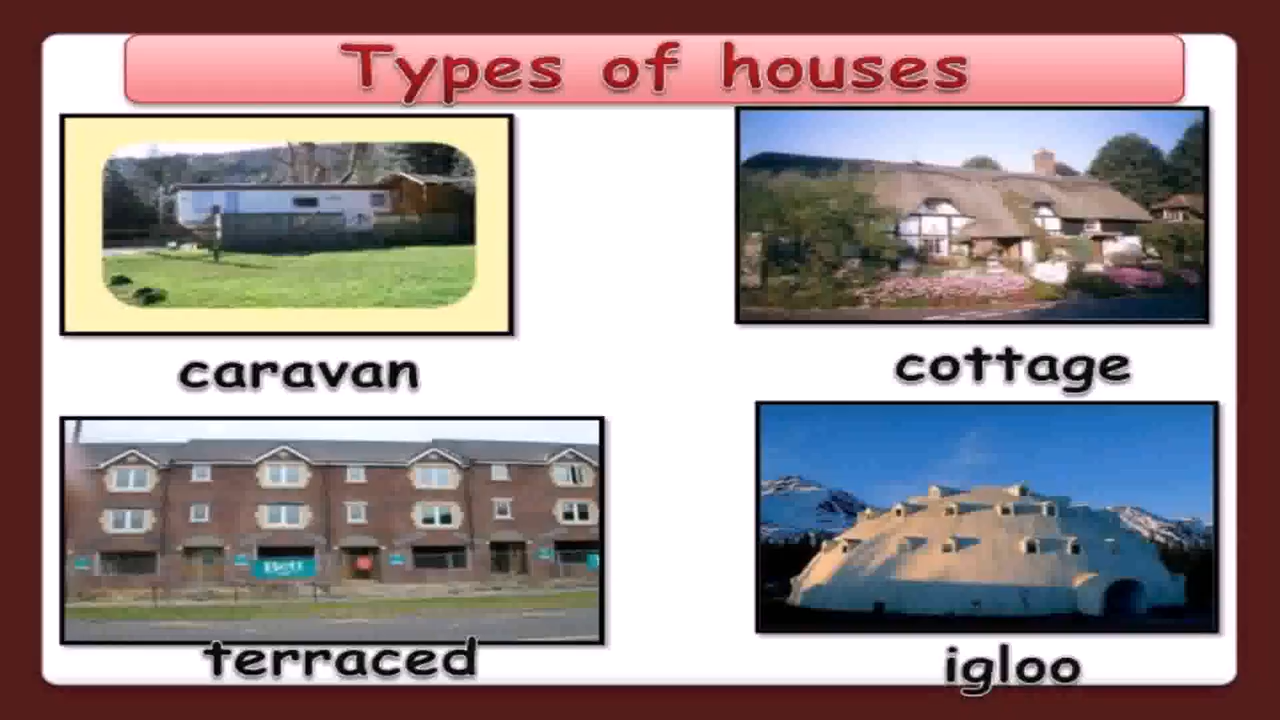 Types of houses
caravan
cottage
terraced
igloo